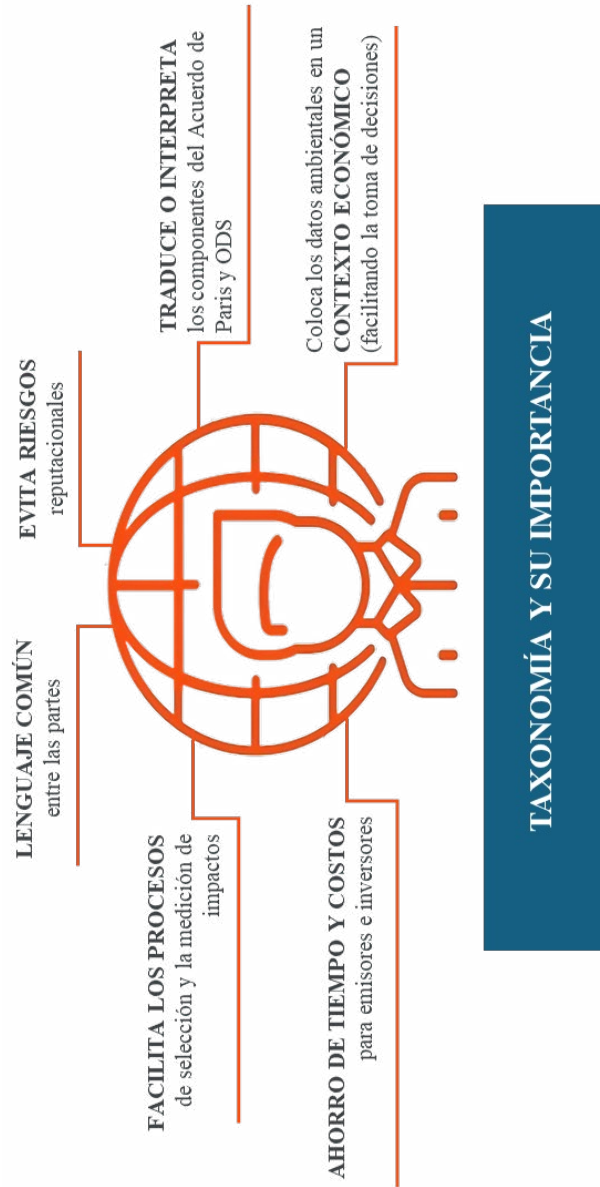 LENGUAJE COMÚN
entre las partes
EVITA RIESGOS
reputacionales
FACILITA LOS PROCESOS
de selección y la medición de
impactos
TRADUCE O INTERPRETA
los componentes del Acuerdo de
Paris y ODS
AHORRO DE TIEMPO Y COSTOS
para emisores e inversores
Coloca los datos ambientales en un
CONTEXTO ECONÓMICO
(facilitando la toma de decisiones)
TAXONOMÍA Y SU IMPORTANCIA